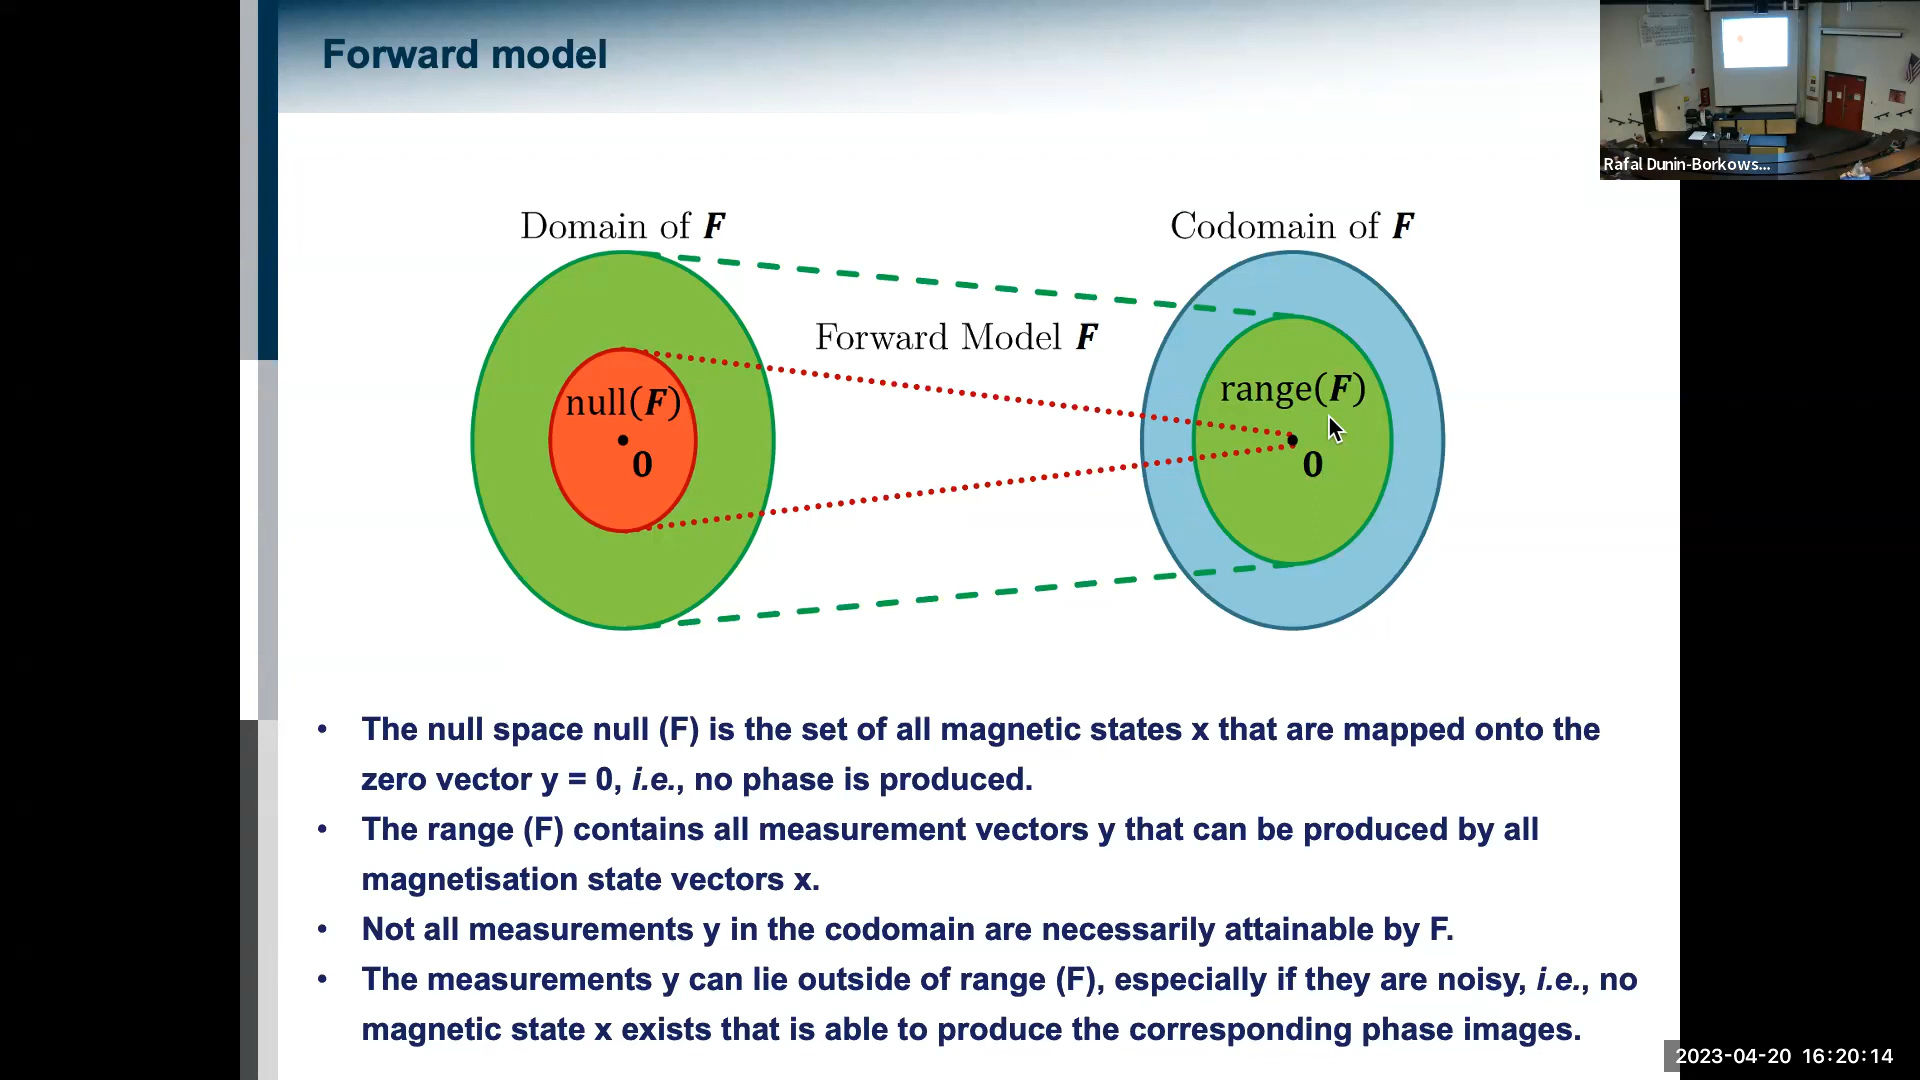 Forward model
Rafal Dunin-Borkows...
Domain of F
Codomain of F
Forward Model F
null(F)
range(F)
0
0
• The null space null (F) is the set of all magnetic states x that are mapped onto the
zero vector y = 0, i.e., no phase is produced.
• The range (F) contains all measurement vectors y that can be produced by all
magnetisation state vectors x.
• Not all measurements y in the codomain are necessarily attainable by F.
• The measurements y can lie outside of range (F), especially if they are noisy, i.e., no
magnetic state x exists that is able to produce the corresponding phase images.
2023-04-20 16:20:14